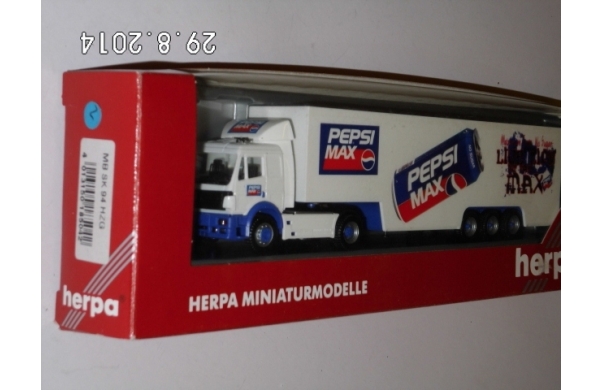 29.8.2014
PEPSI
MAX
PEPSI
MAX
MAX
MB SK 94 HZG
herpa
HERPA MINIATURMODELLE
herpa